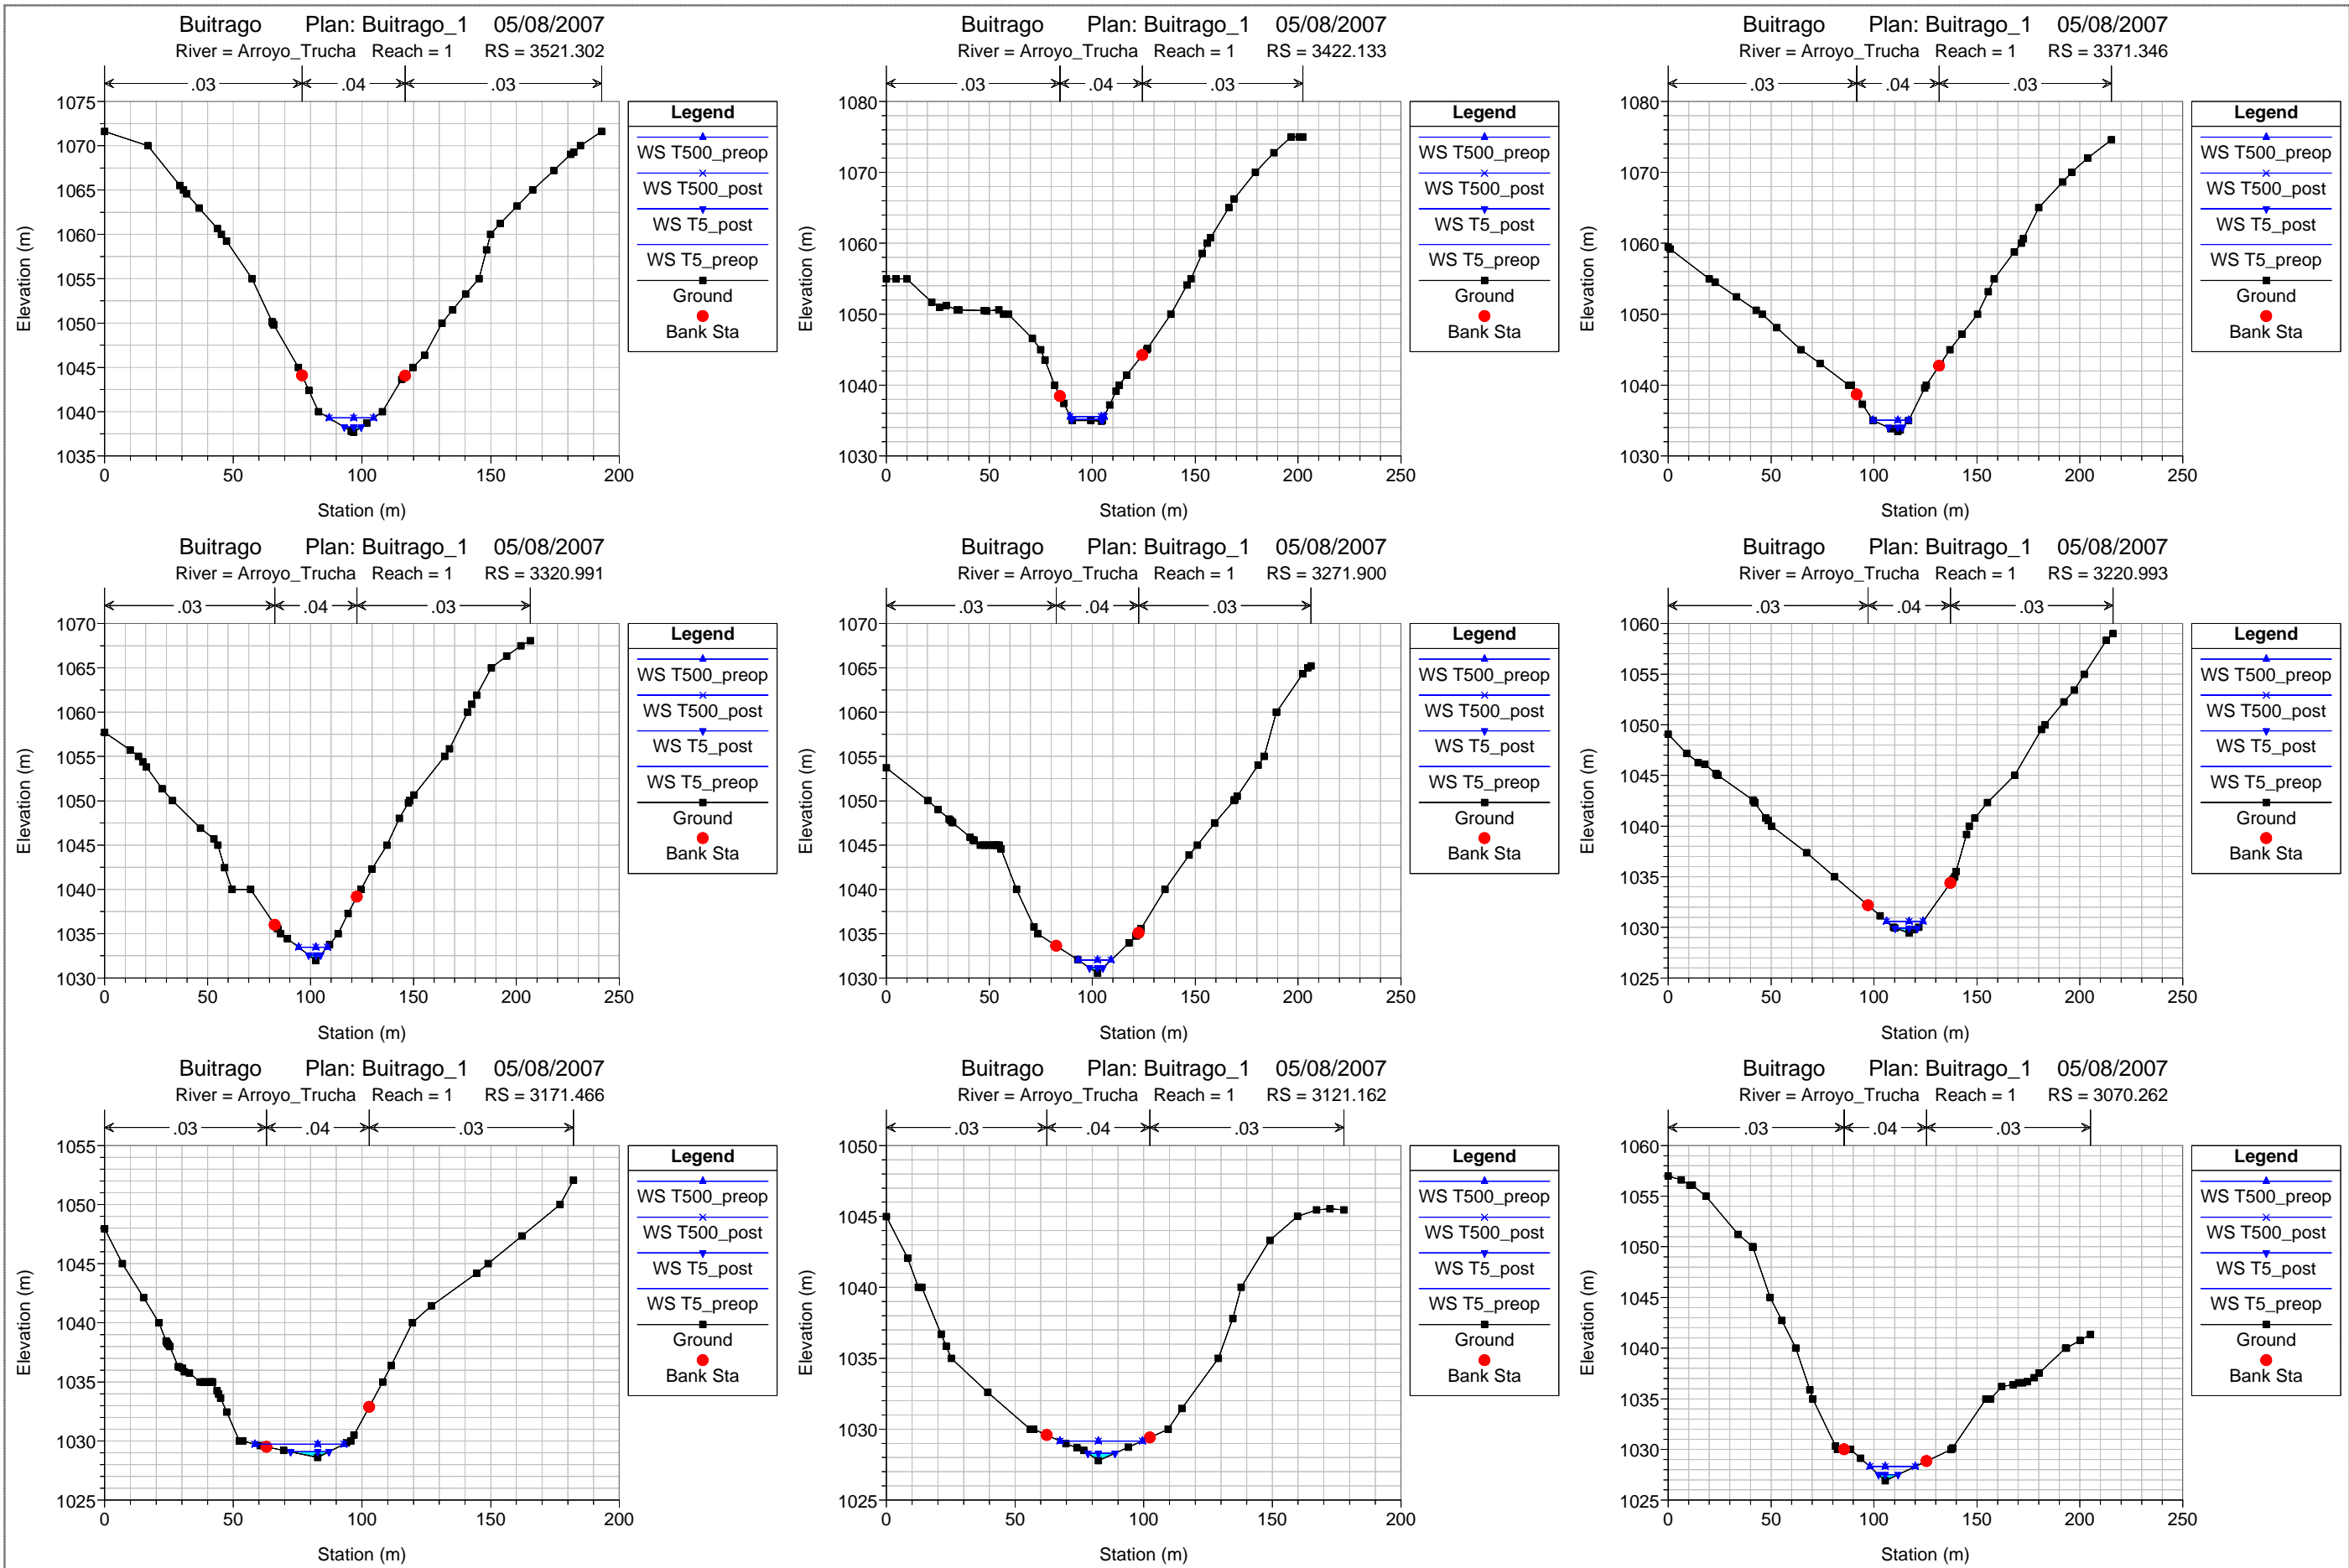 Buitrago Plan: Buitrago_1 05/08/2007
River = Arroyo_Trucha Reach = 1 RS = 3521.302
.03 .04 .03
1075
1070
1065
1060
1055
1050
1045
1040
1035
Elevation (m)
0 50 100 150 200
Station (m)
Legend
WS T500_preop
WS T500_post
WS T5_post
WS T5_preop
Ground
Bank Sta
Buitrago Plan: Buitrago_1 05/08/2007
River = Arroyo_Trucha Reach = 1 RS = 3422.133
.03 .04 .03
1080
1070
1060
1050
1040
1030
Elevation (m)
0 50 100 150 200 250
Station (m)
Legend
WS T500_preop
WS T500_post
WS T5_post
WS T5_preop
Ground
Bank Sta
Buitrago Plan: Buitrago_1 05/08/2007
River = Arroyo_Trucha Reach = 1 RS = 3371.346
.03 .04 .03
1080
1070
1060
1050
1040
1030
Elevation (m)
0 50 100 150 200 250
Station (m)
Legend
WS T500_preop
WS T500_post
WS T5_post
WS T5_preop
Ground
Bank Sta
Buitrago Plan: Buitrago_1 05/08/2007
River = Arroyo_Trucha Reach = 1 RS = 3320.991
.03 .04 .03
1070
1065
1060
1055
1050
1045
1040
1035
1030
Elevation (m)
0 50 100 150 200 250
Station (m)
Legend
WS T500_preop
WS T500_post
WS T5_post
WS T5_preop
Ground
Bank Sta
Buitrago Plan: Buitrago_1 05/08/2007
River = Arroyo_Trucha Reach = 1 RS = 3271.900
.03 .04 .03
1070
1065
1060
1055
1050
1045
1040
1035
1030
Elevation (m)
0 50 100 150 200 250
Station (m)
Legend
WS T500_preop
WS T500_post
WS T5_post
WS T5_preop
Ground
Bank Sta
Buitrago Plan: Buitrago_1 05/08/2007
River = Arroyo_Trucha Reach = 1 RS = 3220.993
.03 .04 .03
1060
1055
1050
1045
1040
1035
1030
1025
Elevation (m)
0 50 100 150 200 250
Station (m)
Legend
WS T500_preop
WS T500_post
WS T5_post
WS T5_preop
Ground
Bank Sta
Buitrago Plan: Buitrago_1 05/08/2007
River = Arroyo_Trucha Reach = 1 RS = 3171.466
.03 .04 .03
1055
1050
1045
1040
1035
1030
1025
Elevation (m)
0 50 100 150 200
Station (m)
Legend
WS T500_preop
WS T500_post
WS T5_post
WS T5_preop
Ground
Bank Sta
Buitrago Plan: Buitrago_1 05/08/2007
River = Arroyo_Trucha Reach = 1 RS = 3121.162
.03 .04 .03
1050
1045
1040
1035
1030
1025
Elevation (m)
0 50 100 150 200
Station (m)
Legend
WS T500_preop
WS T500_post
WS T5_post
WS T5_preop
Ground
Bank Sta
Buitrago Plan: Buitrago_1 05/08/2007
River = Arroyo_Trucha Reach = 1 RS = 3070.262
.03 .04 .03
1060
1055
1050
1045
1040
1035
1030
1025
Elevation (m)
0 50 100 150 200 250
Station (m)
Legend
WS T500_preop
WS T500_post
WS T5_post
WS T5_preop
Ground
Bank Sta